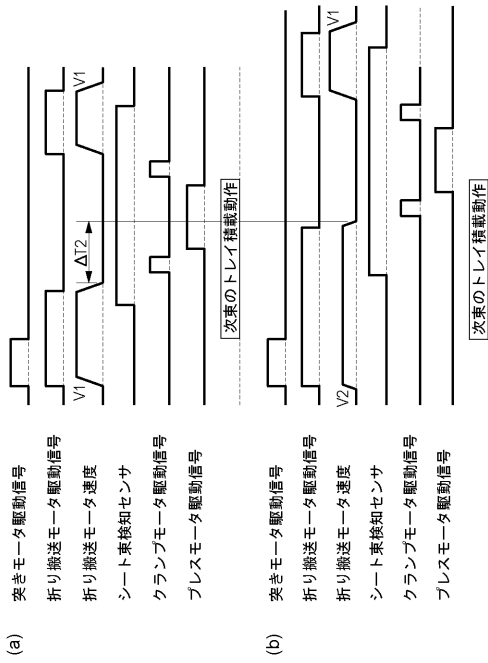 (a)
突きモータ駆動信号
折り搬送モータ駆動信号
折り搬送モータ速度
シート束検知センサ
クランプモータ駆動信号
プレスモータ駆動信号
V1
ΔT2
V1
次束のトレイ積載動作
(b)
突きモータ駆動信号
折り搬送モータ駆動信号
折り搬送モータ速度
シート束検知センサ
クランプモータ駆動信号
プレスモータ駆動信号
V2
V1
次束のトレイ積載動作